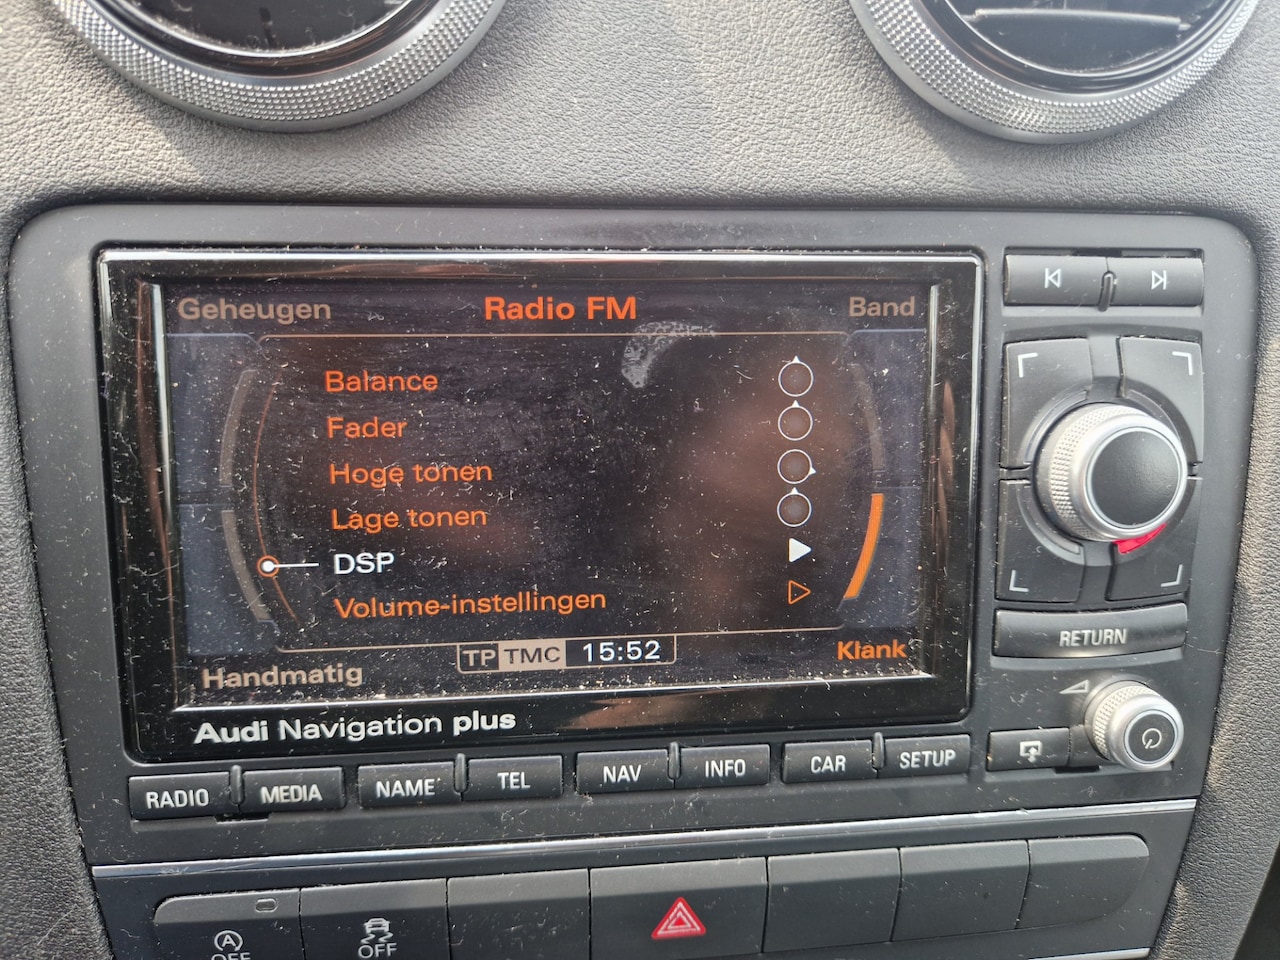 Geheugen Radio FM Band
Balance
Fader
Hoge tonen
Lage tonen
DSP
Volume-instellingen
Handmatig TP TMC 15:52 Klank
Audi Navigation plus
RETURN
RADIO MEDIA NAME TEL NAV INFO CAR SETUP
A OFF OFF